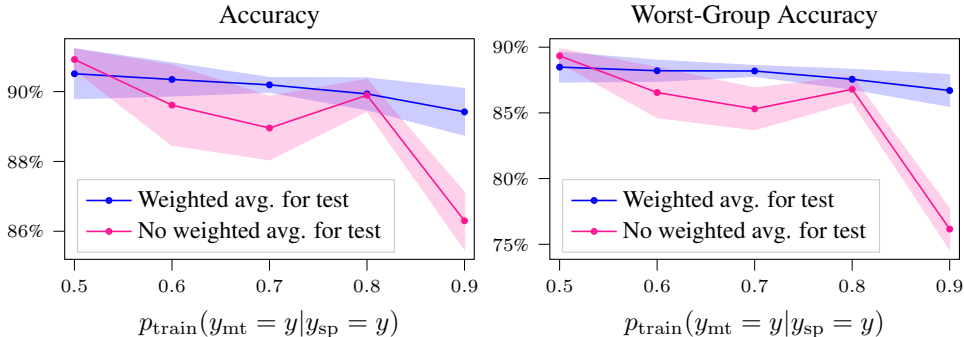 Accuracy
90%
88%
86%
Weighted avg. for test
No weighted avg. for test
0.5 0.6 0.7 0.8 0.9
p_train(y_mt = y|y_sp = y)
Worst-Group Accuracy
90%
85%
80%
75%
Weighted avg. for test
No weighted avg. for test
0.5 0.6 0.7 0.8 0.9
p_train(y_mt = y|y_sp = y)